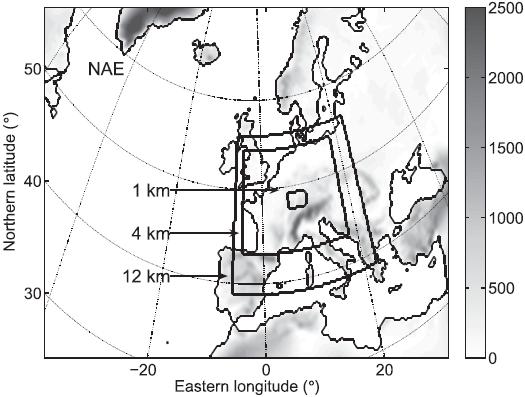 NAE
1 km
4 km
12 km
50
40
30
−20
0
20
Northern latitude (°)
Eastern longitude (°)
2500
2000
1500
1000
500
0